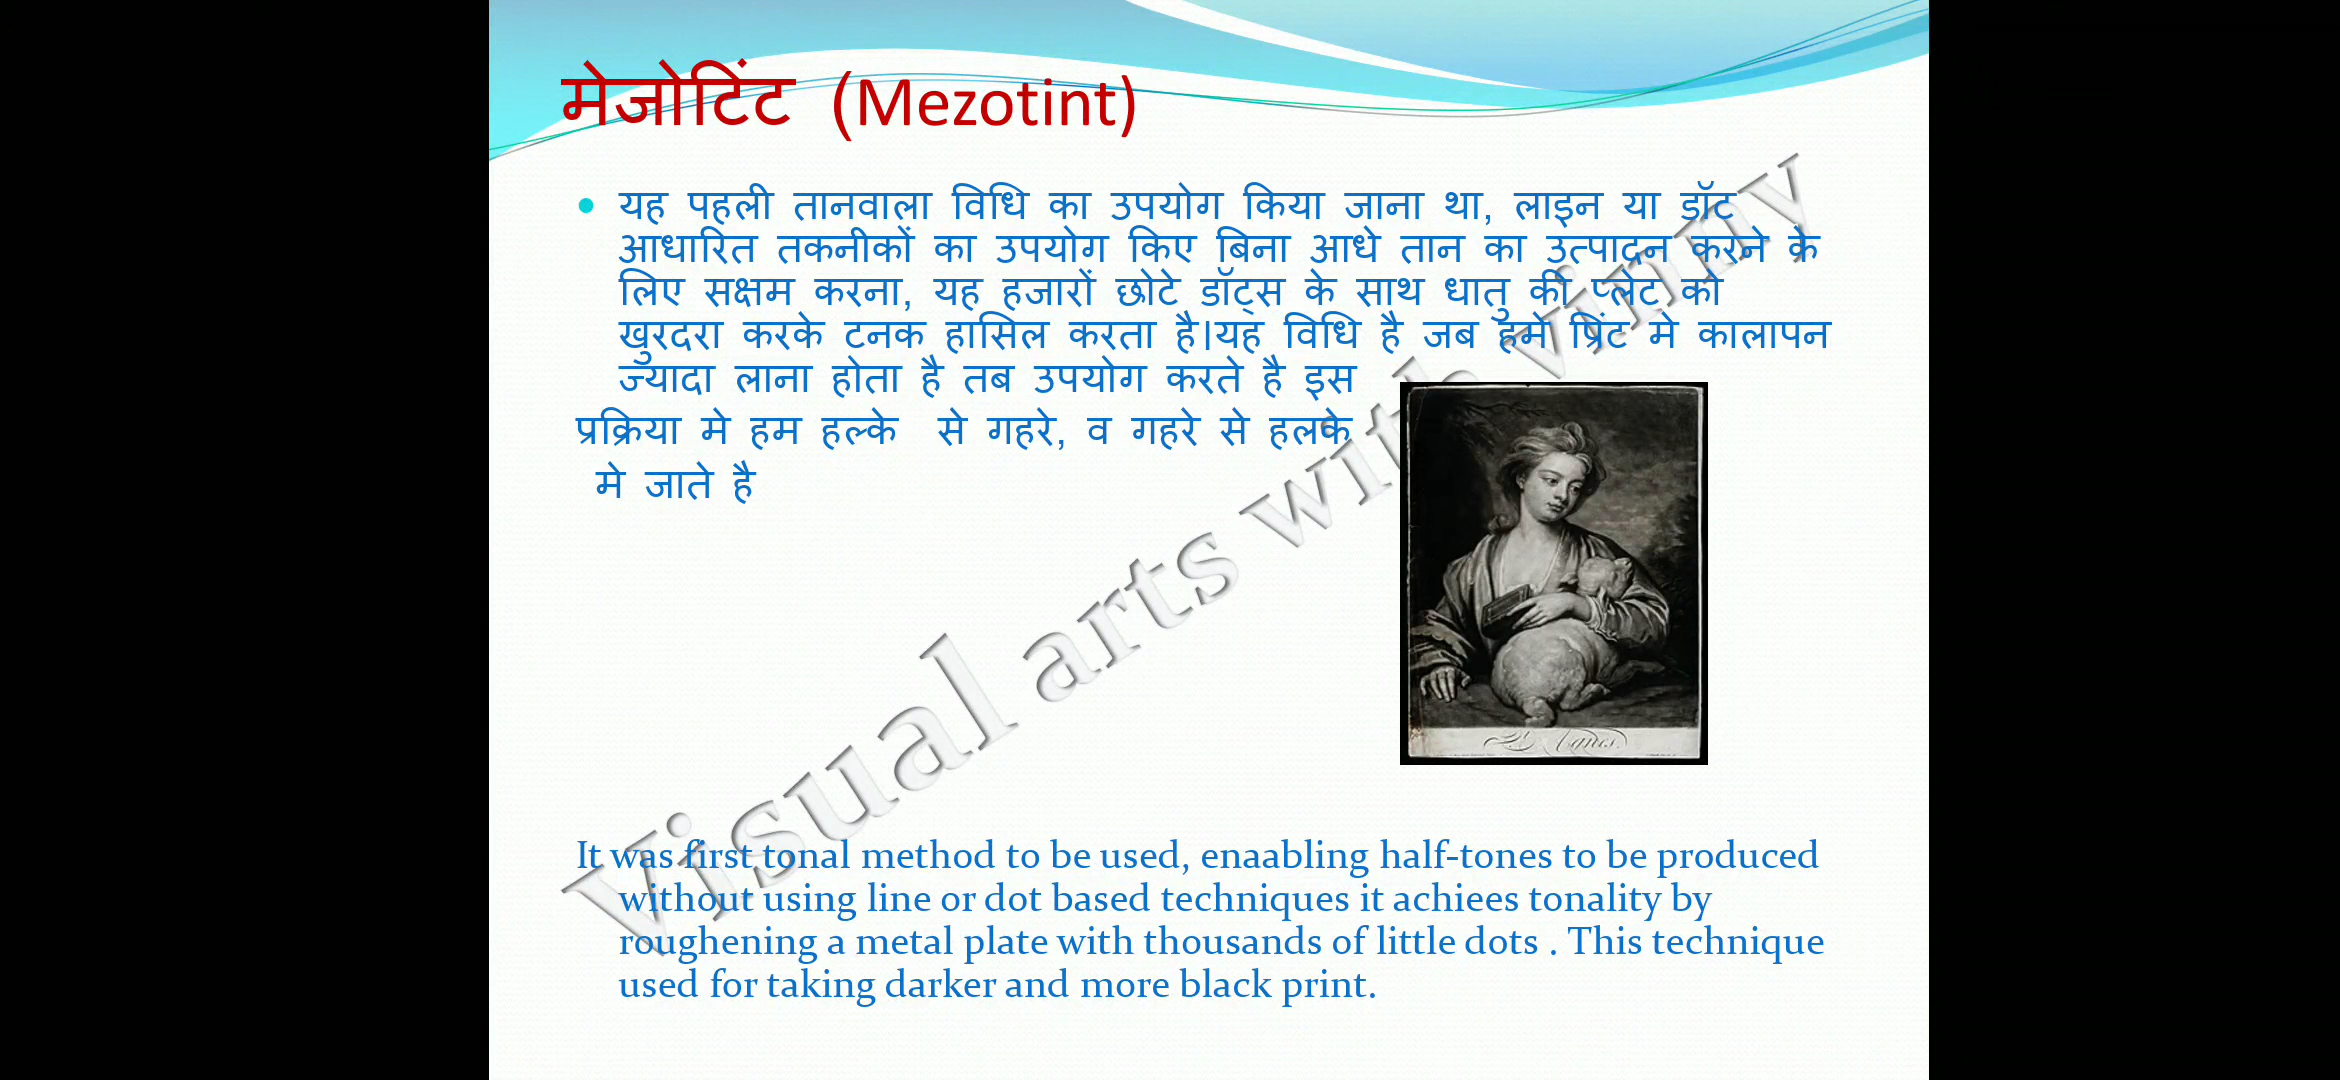 मेजोटिंट (Mezotint)
यह पहली तानवाला विधि का उपयोग किया जाना था, लाइन या डॉट
आधारित तकनीकों का उपयोग किए बिना आधे तान का उत्पादन करने के
लिए सक्षम करना, यह हजारों छोटे डॉट्स के साथ धातु की प्लेट को
खुरदरा करके टनक हासिल करता है।यह विधि है जब हमे प्रिंट मे कालापन
ज्यादा लाना होता है तब उपयोग करते है इस
प्रक्रिया मे हम हल्के से गहरे, व गहरे से हलके
मे जाते है
Visual arts with vinny
It was first tonal method to be used, enaabling half-tones to be produced
without using line or dot based techniques it achiees tonality by
roughening a metal plate with thousands of little dots . This technique
used for taking darker and more black print.